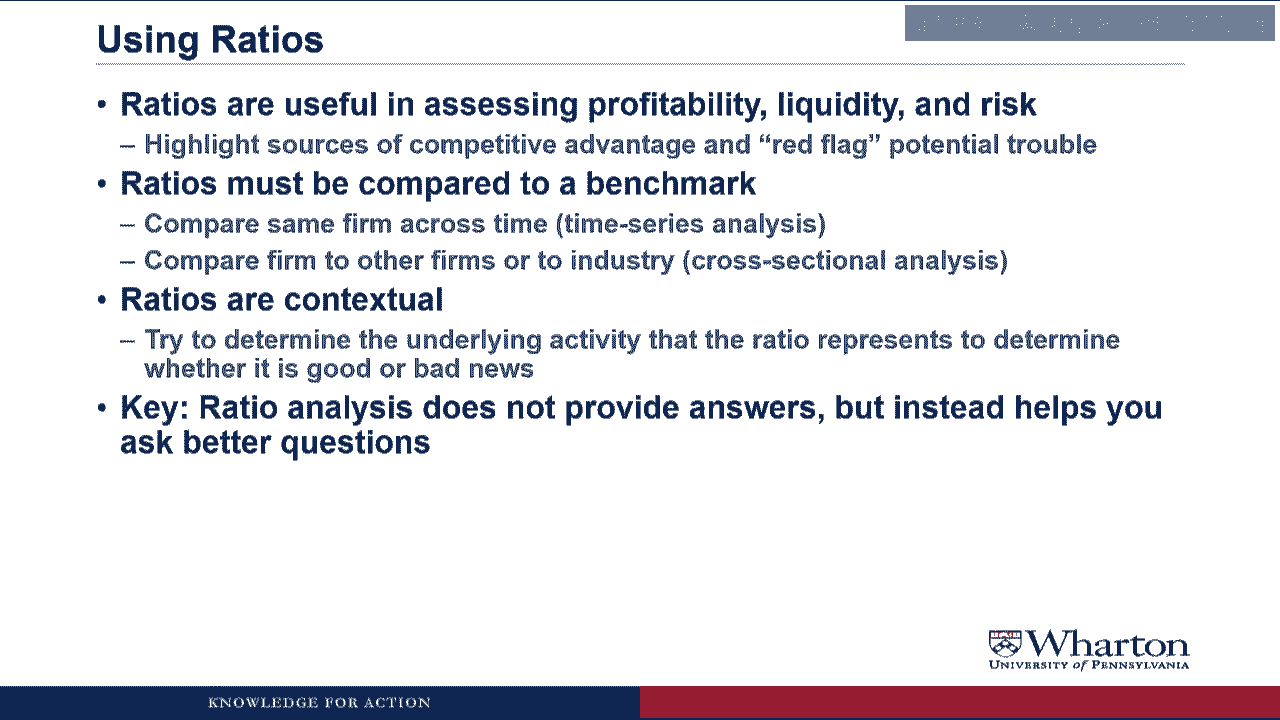 Using Ratios
• Ratios are useful in assessing profitability, liquidity, and risk
– Highlight sources of competitive advantage and “red flag” potential trouble
• Ratios must be compared to a benchmark
– Compare same firm across time (time-series analysis)
– Compare firm to other firms or to industry (cross-sectional analysis)
• Ratios are contextual
– Try to determine the underlying activity that the ratio represents to determine
whether it is good or bad news
• Key: Ratio analysis does not provide answers, but instead helps you
ask better questions
Wharton
UNIVERSITY of PENNSYLVANIA
KNOWLEDGE FOR ACTION